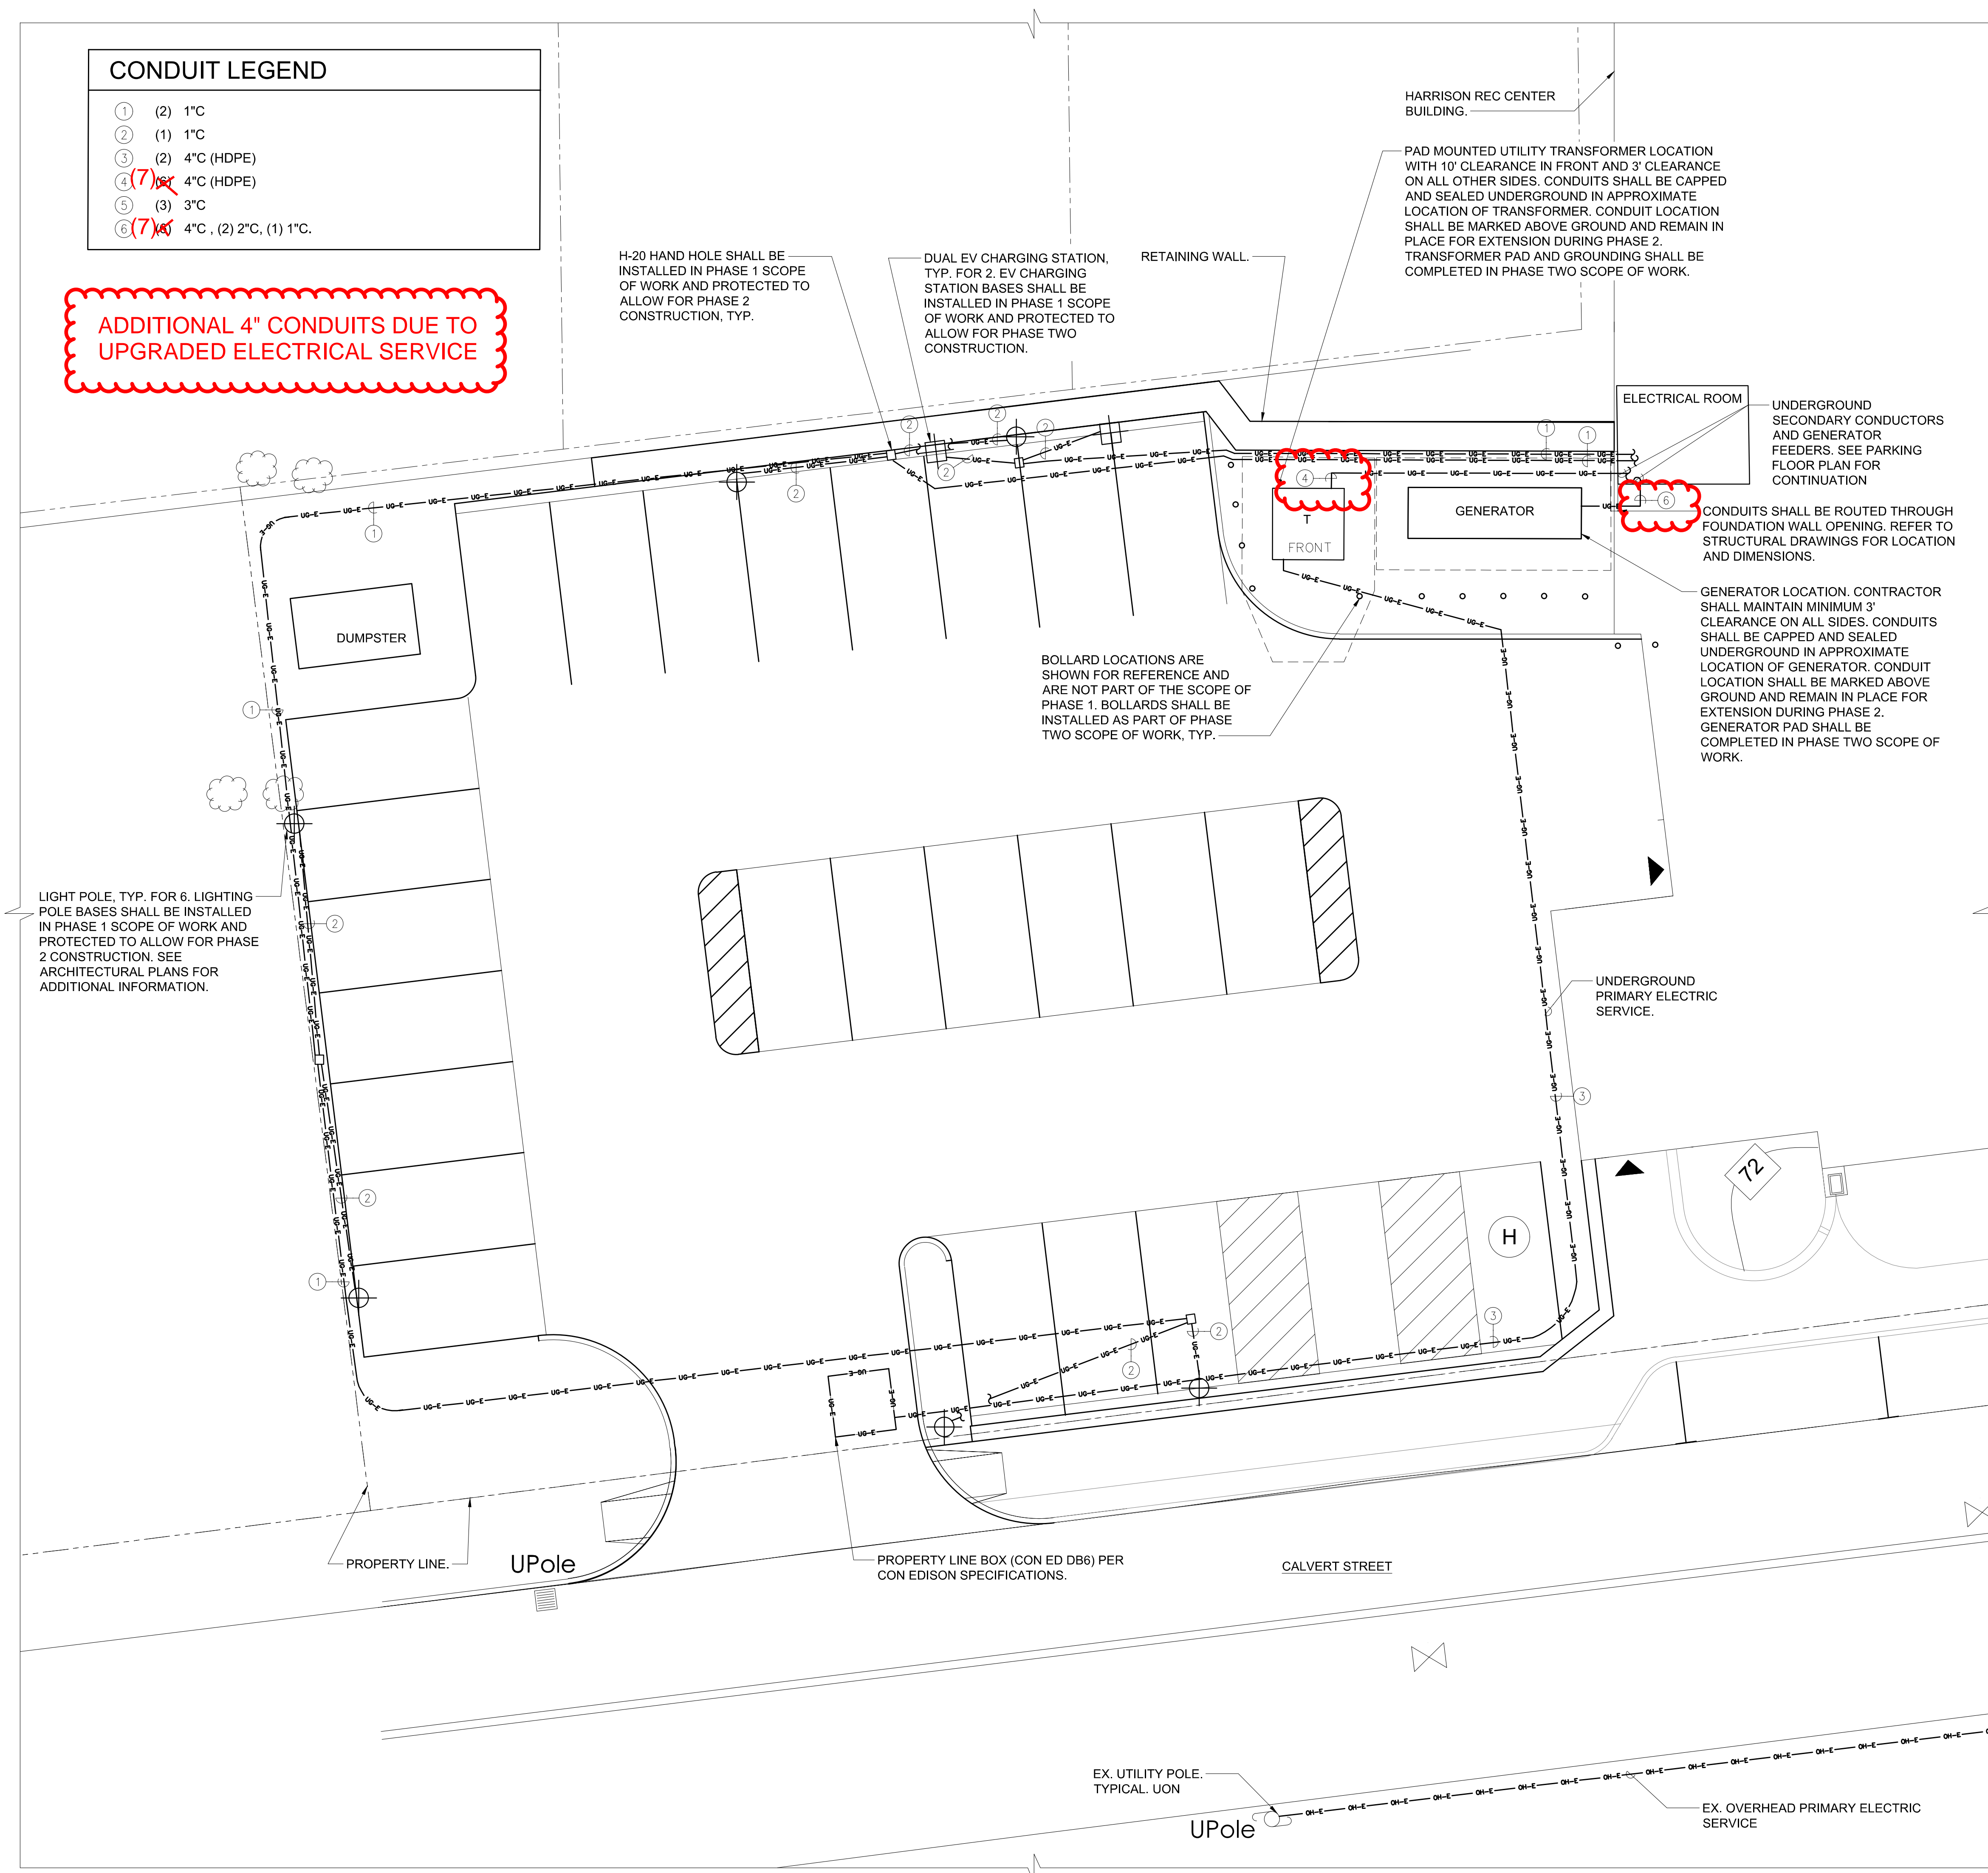 CONDUIT LEGEND
1 (2) 1"C
2 (1) 1"C
3 (2) 4"C (HDPE)
4 (7) (6) 4"C (HDPE)
5 (3) 3"C
6 (7) 4"C , (2) 2"C, (1) 1"C.
ADDITIONAL 4" CONDUITS DUE TO
UPGRADED ELECTRICAL SERVICE
H-20 HAND HOLE SHALL BE
INSTALLED IN PHASE 1 SCOPE
OF WORK AND PROTECTED TO
ALLOW FOR PHASE 2
CONSTRUCTION, TYP.
DUAL EV CHARGING STATION,
TYP. FOR 2. EV CHARGING
STATION BASES SHALL BE
INSTALLED IN PHASE 1 SCOPE
OF WORK AND PROTECTED TO
ALLOW FOR PHASE TWO
CONSTRUCTION.
RETAINING WALL.
HARRISON REC CENTER
BUILDING.
PAD MOUNTED UTILITY TRANSFORMER LOCATION
WITH 10' CLEARANCE IN FRONT AND 3' CLEARANCE
ON ALL OTHER SIDES. CONDUITS SHALL BE CAPPED
AND SEALED UNDERGROUND IN APPROXIMATE
LOCATION OF TRANSFORMER. CONDUIT LOCATION
SHALL BE MARKED ABOVE GROUND AND REMAIN IN
PLACE FOR EXTENSION DURING PHASE 2.
TRANSFORMER PAD AND GROUNDING SHALL BE
COMPLETED IN PHASE TWO SCOPE OF WORK.
ELECTRICAL ROOM
UNDERGROUND
SECONDARY CONDUCTORS
AND GENERATOR
FEEDERS. SEE PARKING
FLOOR PLAN FOR
CONTINUATION
CONDUITS SHALL BE ROUTED THROUGH
FOUNDATION WALL OPENING. REFER TO
STRUCTURAL DRAWINGS FOR LOCATION
AND DIMENSIONS.
GENERATOR LOCATION. CONTRACTOR
SHALL MAINTAIN MINIMUM 3'
CLEARANCE ON ALL SIDES. CONDUITS
SHALL BE CAPPED AND SEALED
UNDERGROUND IN APPROXIMATE
LOCATION OF GENERATOR. CONDUIT
LOCATION SHALL BE MARKED ABOVE
GROUND AND REMAIN IN PLACE FOR
EXTENSION DURING PHASE 2.
GENERATOR PAD SHALL BE
COMPLETED IN PHASE TWO SCOPE OF
WORK.
GENERATOR
T
FRONT
4
6
DUMPSTER
BOLLARD LOCATIONS ARE
SHOWN FOR REFERENCE AND
ARE NOT PART OF THE SCOPE OF
PHASE 1. BOLLARDS SHALL BE
INSTALLED AS PART OF PHASE
TWO SCOPE OF WORK, TYP.
LIGHT POLE, TYP. FOR 6. LIGHTING
POLE BASES SHALL BE INSTALLED
IN PHASE 1 SCOPE OF WORK AND
PROTECTED TO ALLOW FOR PHASE
2 CONSTRUCTION. SEE
ARCHITECTURAL PLANS FOR
ADDITIONAL INFORMATION.
UNDERGROUND
PRIMARY ELECTRIC
SERVICE.
3
72
H
UG-E
PROPERTY LINE.
UPole
PROPERTY LINE BOX (CON ED DB6) PER
CON EDISON SPECIFICATIONS.
CALVERT STREET
EX. UTILITY POLE.
TYPICAL. UON
UPole
OH-E
EX. OVERHEAD PRIMARY ELECTRIC
SERVICE